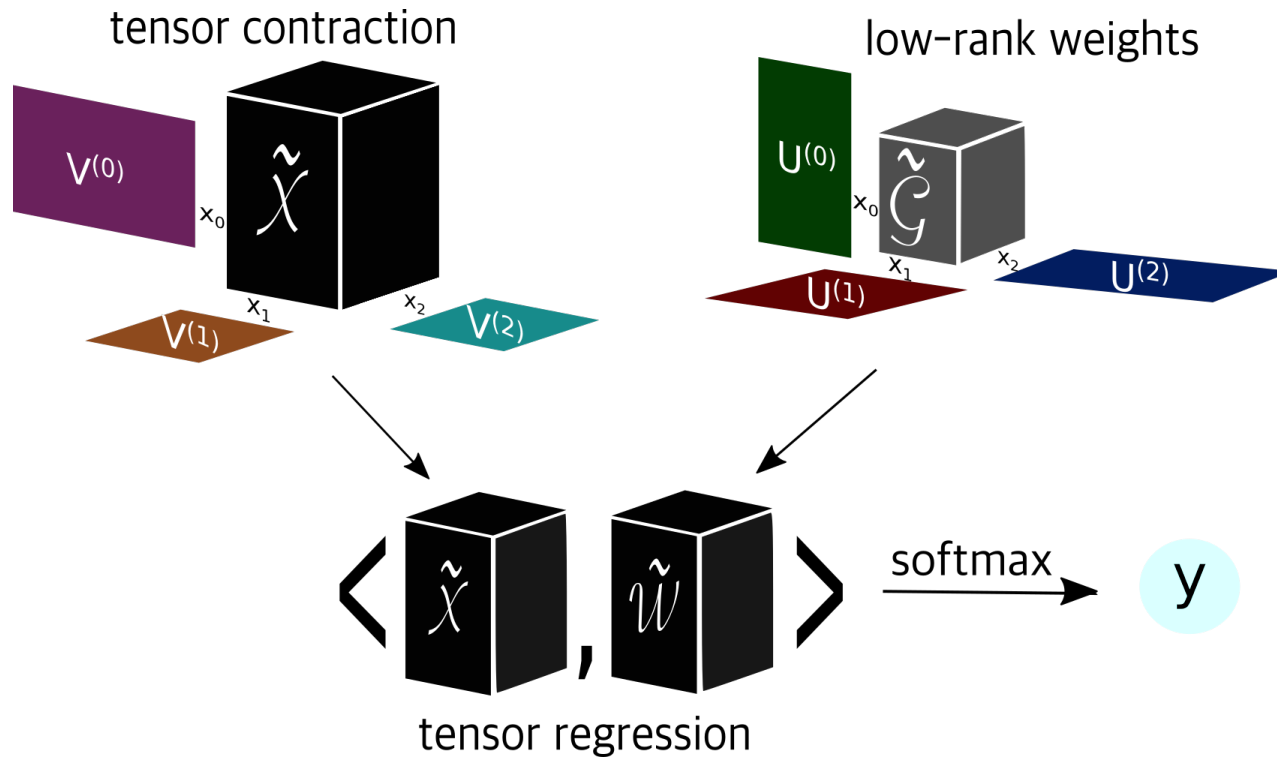 tensor contraction
low-rank weights
V⁽⁰⁾
X̃
x₀
x₁
x₂
V⁽¹⁾
V⁽²⁾
U⁽⁰⁾
G̃
x₀
x₁
x₂
U⁽¹⁾
U⁽²⁾
< X̃ , W̃ >
softmax
y
tensor regression